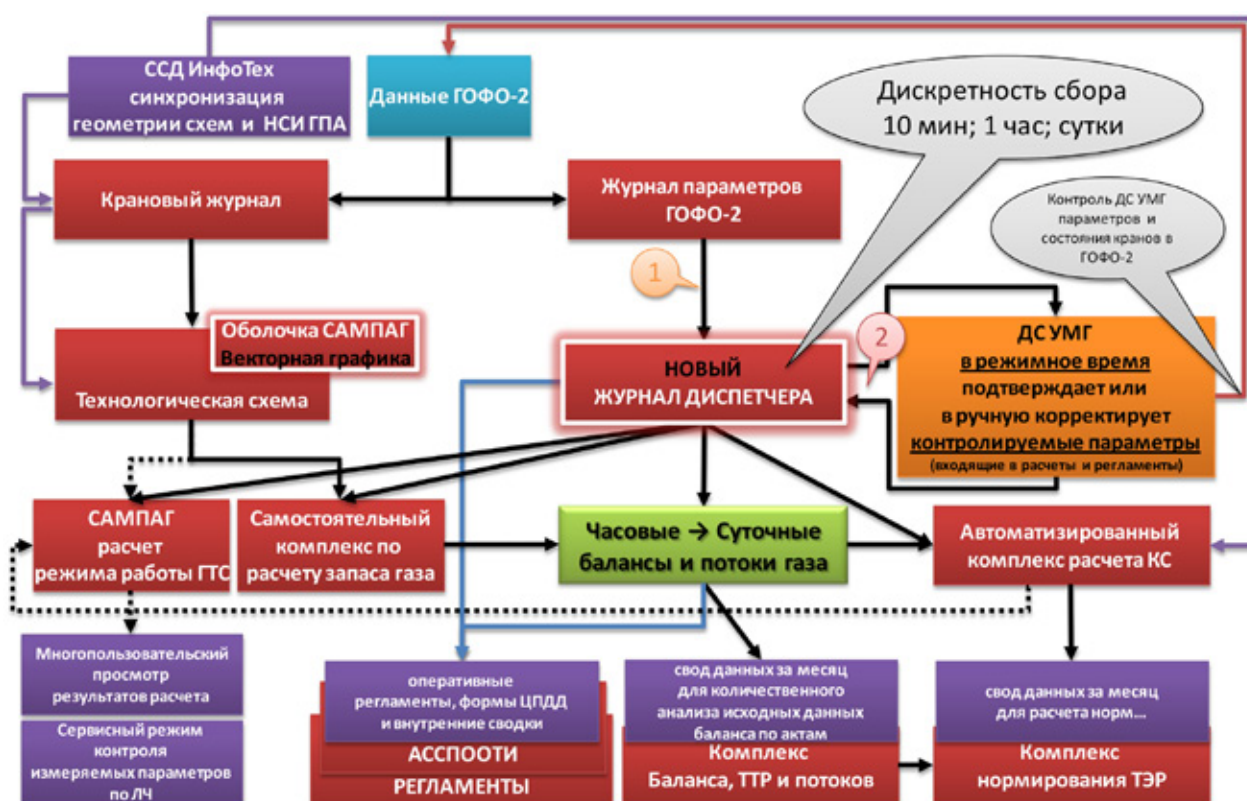 ССД ИнфоТех
синхронизация
геометрии схем и НСИ ГПА
Данные ГОФО-2
Дискретность сбора
10 мин; 1 час; сутки
Крановый журнал
Журнал параметров
ГОФО-2
Контроль ДС УМГ
параметров и
состояния кранов в
ГОФО-2
1
Оболочка САМПАГ
Векторная графика
Технологическая схема
НОВЫЙ
ЖУРНАЛ ДИСПЕТЧЕРА
2
ДС УМГ
в режимное время
подтверждает или
в ручную корректирует
контролируемые параметры
(входящие в расчеты и регламенты)
САМПАГ
расчет
режима работы ГТС
Самостоятельный
комплекс по
расчету запаса газа
Часовые → Суточные
балансы и потоки газа
Автоматизированный
комплекс расчета КС
Многопользовательский
просмотр
результатов расчета
Сервисный режим
контроля
измеряемых параметров
по ЛЧ
оперативные
регламенты, формы ЦПДД
и внутренние сводки
АССПООТИ
РЕГЛАМЕНТЫ
свод данных за месяц
для количественного
анализа исходных данных
баланса по актам
Комплекс
Баланса, ТТР и потоков
свод данных за месяц
для расчета норм...
Комплекс
нормирования ТЭР